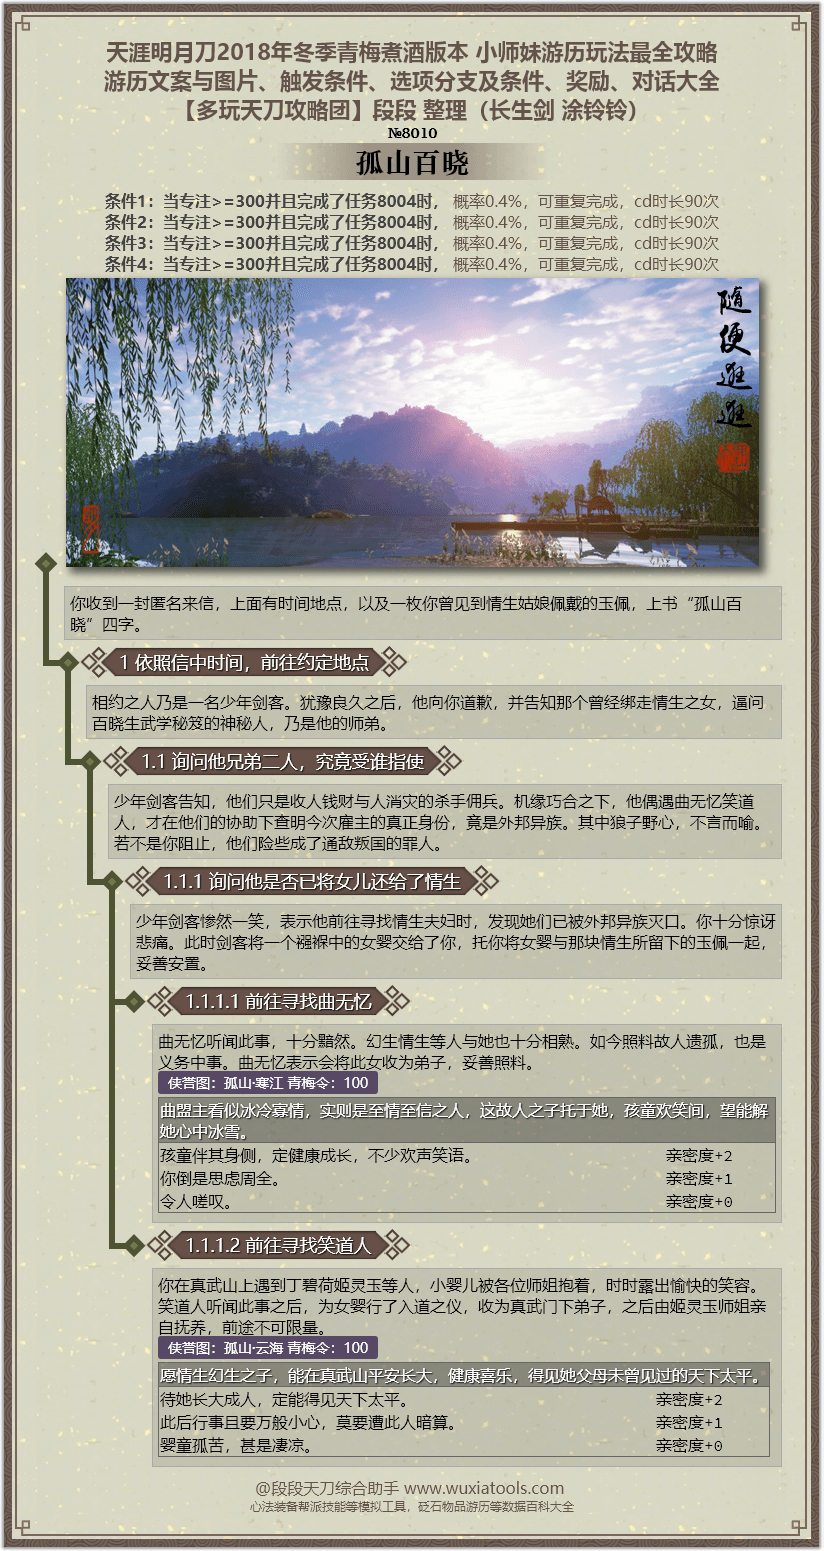 天涯明月刀2018年冬季青梅煮酒版本 小师妹游历玩法最全攻略
游历文案与图片、触发条件、选项分支及条件、奖励、对话大全
【多玩天刀攻略团】段段 整理（长生剑 涂铃铃）
№8010
孤山百晓
条件1：当专注>=300并且完成了任务8004时， 概率0.4%，可重复完成，cd时长90次
条件2：当专注>=300并且完成了任务8004时， 概率0.4%，可重复完成，cd时长90次
条件3：当专注>=300并且完成了任务8004时， 概率0.4%，可重复完成，cd时长90次
条件4：当专注>=300并且完成了任务8004时， 概率0.4%，可重复完成，cd时长90次
随便逛逛
你收到一封匿名来信，上面有时间地点，以及一枚你曾见到情生姑娘佩戴的玉佩，上书“孤山百
晓”四字。
1 依照信中时间，前往约定地点
相约之人乃是一名少年剑客。犹豫良久之后，他向你道歉，并告知那个曾经绑走情生之女，逼问
百晓生武学秘笈的神秘人，乃是他的师弟。
1.1 询问他兄弟二人，究竟受谁指使
少年剑客告知，他们只是收人钱财与人消灾的杀手佣兵。机缘巧合之下，他偶遇曲无忆笑道
人，才在他们的协助下查明今次雇主的真正身份，竟是外邦异族。其中狼子野心，不言而喻。
若不是你阻止，他们险些成了通敌叛国的罪人。
1.1.1 询问他是否已将女儿还给了情生
少年剑客惨然一笑，表示他前往寻找情生夫妇时，发现她们已被外邦异族灭口。你十分惊讶
悲痛。此时剑客将一个襁褓中的女婴交给了你，托你将女婴与那块情生所留下的玉佩一起，
妥善安置。
1.1.1.1 前往寻找曲无忆
曲无忆听闻此事，十分黯然。幻生情生等人与她也十分相熟。如今照料故人遗孤，也是
义务中事。曲无忆表示会将此女收为弟子，妥善照料。
侠誉图：孤山·寒江 青梅令：100
曲盟主看似冰冷寡情，实则是至情至信之人，这故人之子托于她，孩童欢笑间，望能解
她心中冰雪。
孩童伴其身侧，定健康成长，不少欢声笑语。 亲密度+2
你倒是思虑周全。 亲密度+1
令人嗟叹。 亲密度+0
1.1.1.2 前往寻找笑道人
你在真武山上遇到丁碧荷姬灵玉等人，小婴儿被各位师姐抱着，时时露出愉快的笑容。
笑道人听闻此事之后，为女婴行了入道之仪，收为真武门下弟子，之后由姬灵玉师姐亲
自抚养，前途不可限量。
侠誉图：孤山·云海 青梅令：100
愿情生幻生之子，能在真武山平安长大，健康喜乐，得见她父母未曾见过的天下太平。
待她长大成人，定能得见天下太平。 亲密度+2
此后行事且要万般小心，莫要遭此人暗算。 亲密度+1
婴童孤苦，甚是凄凉。 亲密度+0
@段段天刀综合助手 www.wuxiatools.com
心法装备帮派技能等模拟工具，砭石物品游历等数据百科大全